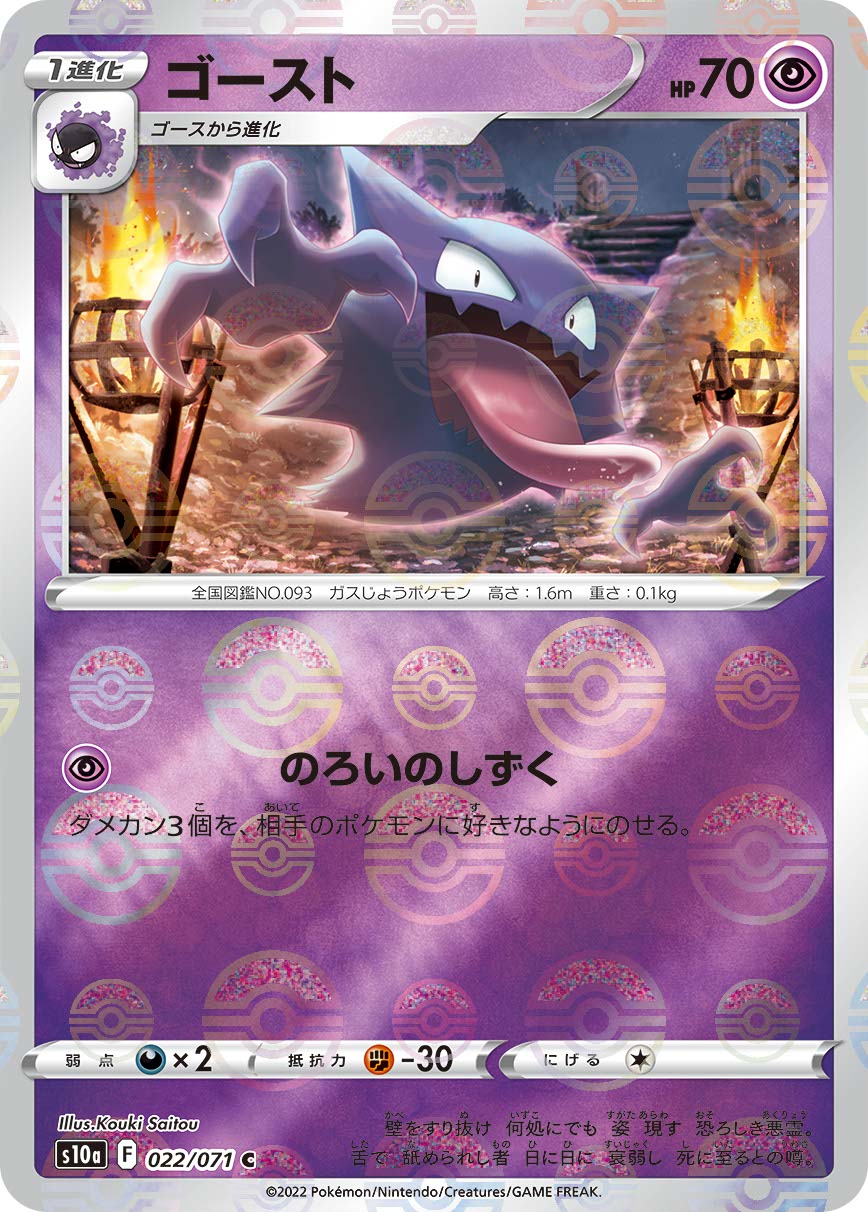 1進化
ゴースト
HP70
ゴースから進化
全国図鑑NO.093 ガスじょうポケモン 高さ：1.6m 重さ：0.1kg
のろいのしずく
ダメカン3個を、相手のポケモンに好きなようにのせる。
弱点 ×2 抵抗力 -30 にげる
Illus.Kouki Saitou
壁をすり抜け 何処にでも 姿 現す 恐ろしき悪霊。
舌で 舐められし者 日に日に 衰弱し 死に至るとの噂。
s10a F 022/071 C
©2022 Pokémon/Nintendo/Creatures/GAME FREAK.